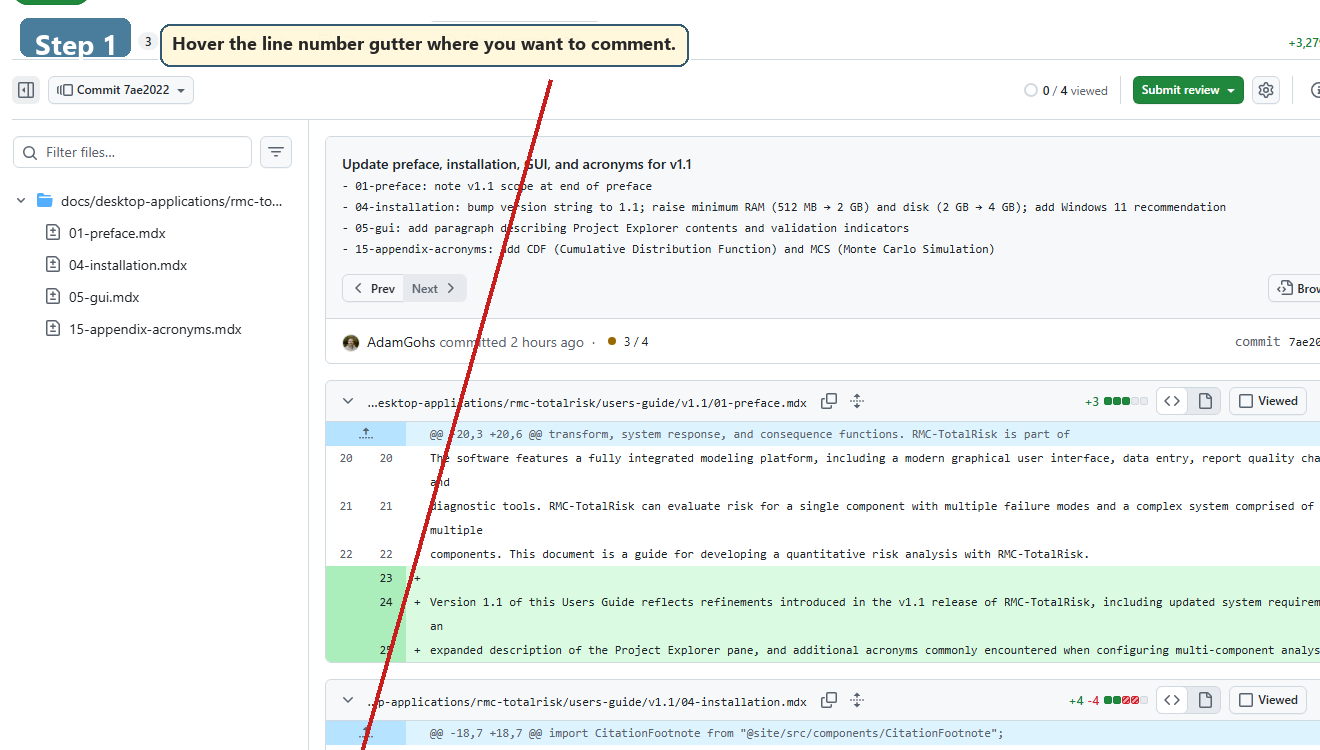 Step 1
3
Hover the line number gutter where you want to comment.
Commit 7ae2022
0 / 4 viewed
Submit review
Filter files...
docs/desktop-applications/rmc-to...
01-preface.mdx
04-installation.mdx
05-gui.mdx
15-appendix-acronyms.mdx
Update preface, installation, GUI, and acronyms for v1.1
- 01-preface: note v1.1 scope at end of preface
- 04-installation: bump version string to 1.1; raise minimum RAM (512 MB → 2 GB) and disk (2 GB → 4 GB); add Windows 11 recommendation
- 05-gui: add paragraph describing Project Explorer contents and validation indicators
- 15-appendix-acronyms: add CDF (Cumulative Distribution Function) and MCS (Monte Carlo Simulation)
Prev Next
AdamGohs committed 2 hours ago · 3 / 4
commit
...esktop-applications/rmc-totalrisk/users-guide/v1.1/01-preface.mdx
+3
Viewed
@@ -20,3 +20,6 @@ transform, system response, and consequence functions. RMC-TotalRisk is part of
20 20 The software features a fully integrated modeling platform, including a modern graphical user interface, data entry, report quality
and
21 21 diagnostic tools. RMC-TotalRisk can evaluate risk for a single component with multiple failure modes and a complex system comprised of
multiple
22 22 components. This document is a guide for developing a quantitative risk analysis with RMC-TotalRisk.
23 +
24 + Version 1.1 of this Users Guide reflects refinements introduced in the v1.1 release of RMC-TotalRisk, including updated system
an
25 + expanded description of the Project Explorer pane, and additional acronyms commonly encountered when configuring multi-component
...p-applications/rmc-totalrisk/users-guide/v1.1/04-installation.mdx
+4 -4
Viewed
@@ -18,7 +18,7 @@ import CitationFootnote from "@site/src/components/CitationFootnote";